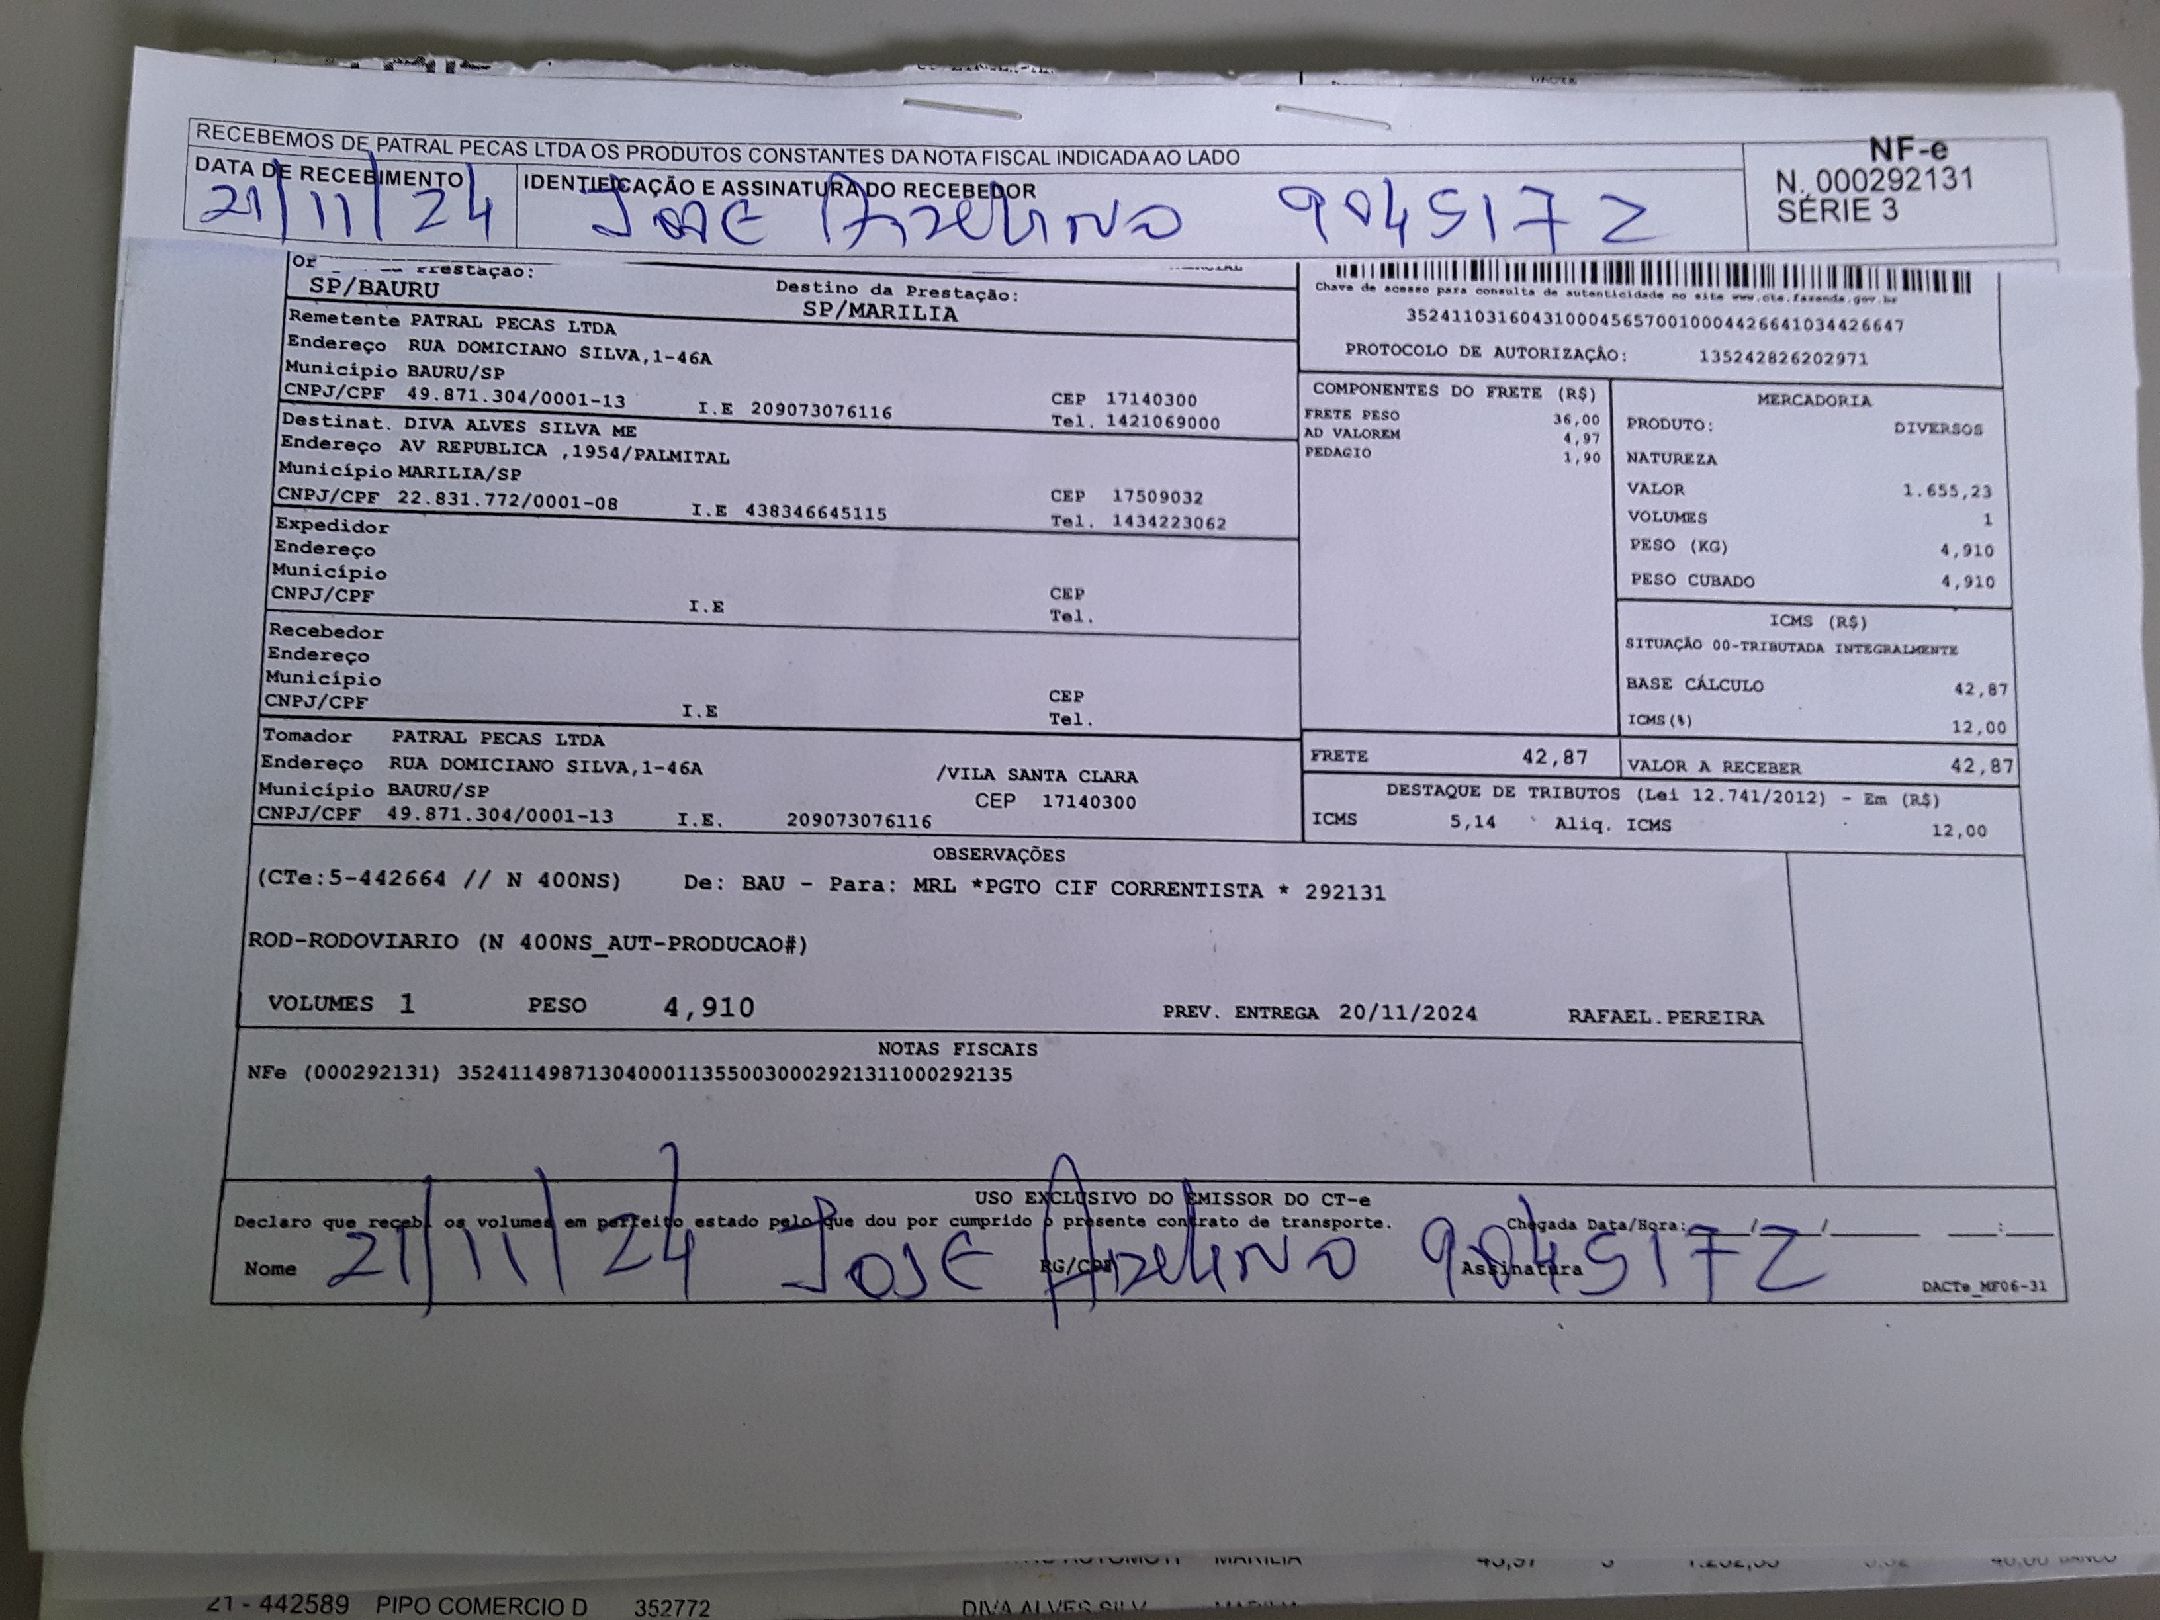 RECEBEMOS DE PATRAL PECAS LTDA OS PRODUTOS CONSTANTES DA NOTA FISCAL INDICADA AO LADO
DATA DE RECEBIMENTO
21/11/24
IDENTIFICAÇÃO E ASSINATURA DO RECEBEDOR
JOSE 9045172
NF-e
N. 000292131
SÉRIE 3
Prestação:
SP/BAURU
Destino da Prestação:
SP/MARILIA
Remetente PATRAL PECAS LTDA
Endereço RUA DOMICIANO SILVA,1-46A
Município BAURU/SP
CNPJ/CPF 49.871.304/0001-13 I.E 209073076116 CEP 17140300
Tel. 1421069000
Destinat. DIVA ALVES SILVA ME
Endereço AV REPUBLICA ,1954/PALMITAL
Município MARILIA/SP
CNPJ/CPF 22.831.772/0001-08 I.E 438346645115 CEP 17509032
Tel. 1434223062
Expedidor
Endereço
Município
CNPJ/CPF I.E CEP
Tel.
Recebedor
Endereço
Município
CNPJ/CPF I.E CEP
Tel.
Tomador PATRAL PECAS LTDA
Endereço RUA DOMICIANO SILVA,1-46A /VILA SANTA CLARA
Município BAURU/SP CEP 17140300
CNPJ/CPF 49.871.304/0001-13 I.E. 209073076116
Chave de acesso para consulta de autenticidade no site www.cte.fazenda.gov.br
35241103160431000456570010004426641034426647
PROTOCOLO DE AUTORIZAÇÃO: 135242826202971
COMPONENTES DO FRETE (R$)
FRETE PESO 36,00
AD VALOREM 4,97
PEDAGIO 1,90
MERCADORIA
PRODUTO: DIVERSOS
NATUREZA
VALOR 1.655,23
VOLUMES 1
PESO (KG) 4,910
PESO CUBADO 4,910
ICMS (R$)
SITUAÇÃO 00-TRIBUTADA INTEGRALMENTE
BASE CÁLCULO 42,87
ICMS(%) 12,00
FRETE 42,87
VALOR A RECEBER 42,87
DESTAQUE DE TRIBUTOS (Lei 12.741/2012) - Em (R$)
ICMS 5,14 Aliq. ICMS 12,00
OBSERVAÇÕES
(CTe:5-442664 // N 400NS) De: BAU - Para: MRL *PGTO CIF CORRENTISTA * 292131
ROD-RODOVIARIO (N 400NS_AUT-PRODUCAO#)
VOLUMES 1 PESO 4,910 PREV. ENTREGA 20/11/2024 RAFAEL.PEREIRA
NOTAS FISCAIS
NFe (000292131) 35241149871304000113550030002921311000292135
USO EXCLUSIVO DO EMISSOR DO CT-e
Declaro que recebi os volumes em perfeito estado pelo que dou por cumprido o presente contrato de transporte. Chegada Data/Hora: / / :
Nome RG/CPF Assinatura
21/11/24 JOSE 9045172
DACTe_MF06-31
MARILIA
21 - 442589 PIPO COMERCIO D 352772 DIVA ALVES SILV